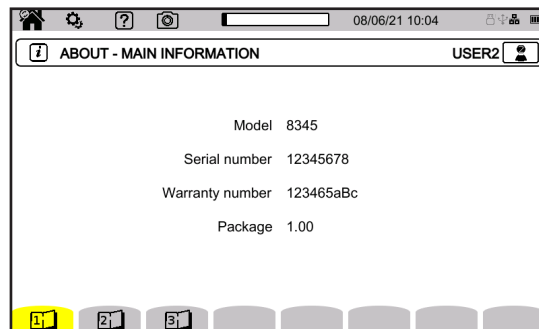 ? 08/06/21 10:04
i ABOUT - MAIN INFORMATION USER2 2
Model 8345
Serial number 12345678
Warranty number 123465aBc
Package 1.00
1 2 3